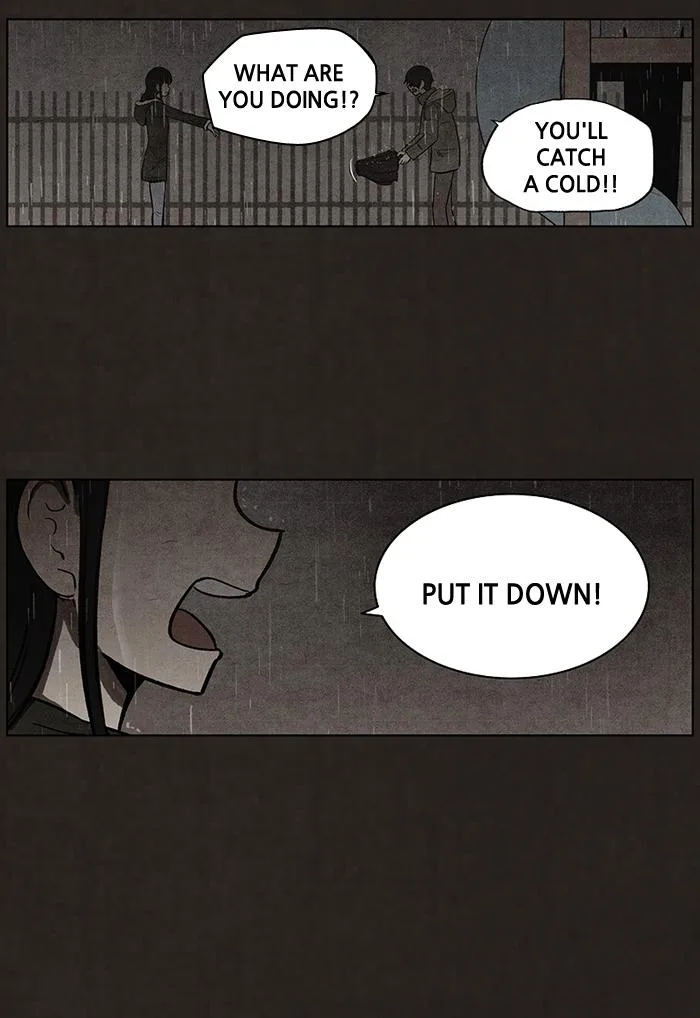 WHAT ARE
YOU DOING!?
YOU'LL
CATCH
A COLD!!
PUT IT DOWN!